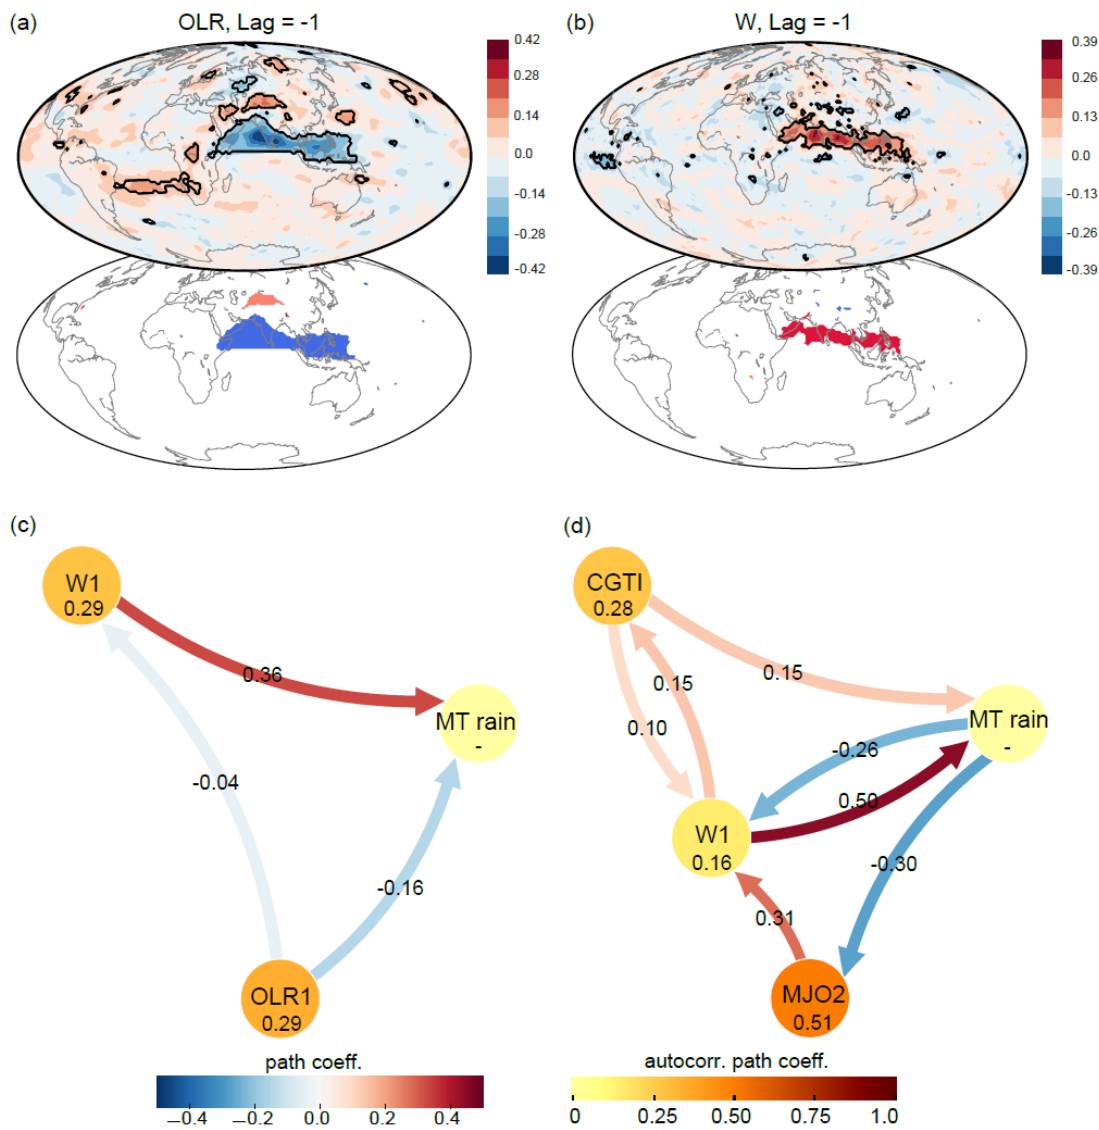 (a)
OLR, Lag = -1
0.42
0.28
0.14
0.0
-0.14
-0.28
-0.42
(b)
W, Lag = -1
0.39
0.26
0.13
0.0
-0.13
-0.26
-0.39
(c)
W1
0.29
0.36
MT rain
-
-0.04
-0.16
OLR1
0.29
path coeff.
−0.4 −0.2 0.0 0.2 0.4
(d)
CGTI
0.28
0.15
0.15
0.10
MT rain
-
-0.26
0.50
W1
0.16
-0.30
0.31
MJO2
0.51
autocorr. path coeff.
0 0.25 0.50 0.75 1.0